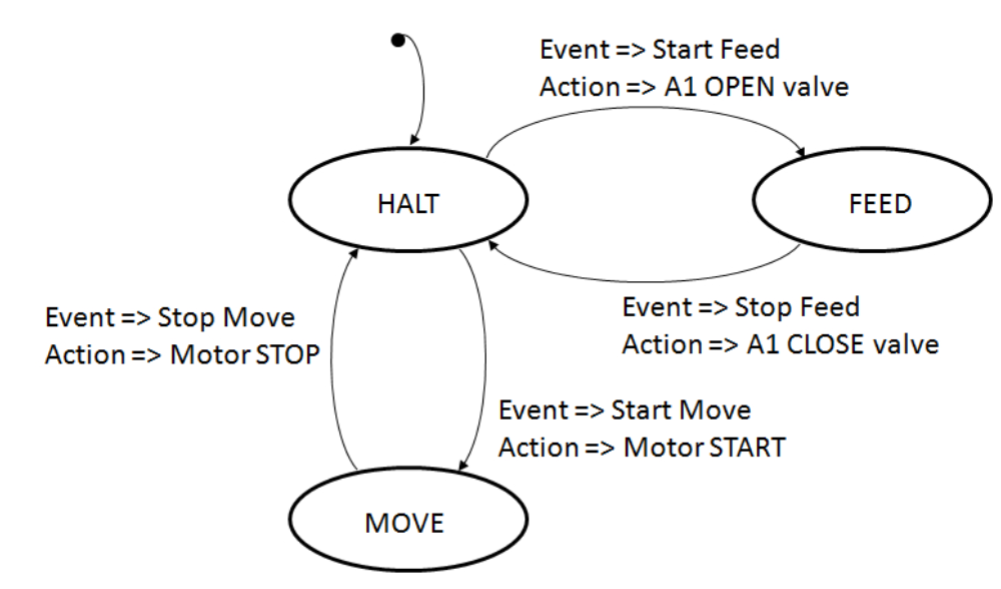 Event => Start Feed
Action => A1 OPEN valve
HALT
FEED
Event => Stop Feed
Action => A1 CLOSE valve
Event => Stop Move
Action => Motor STOP
Event => Start Move
Action => Motor START
MOVE